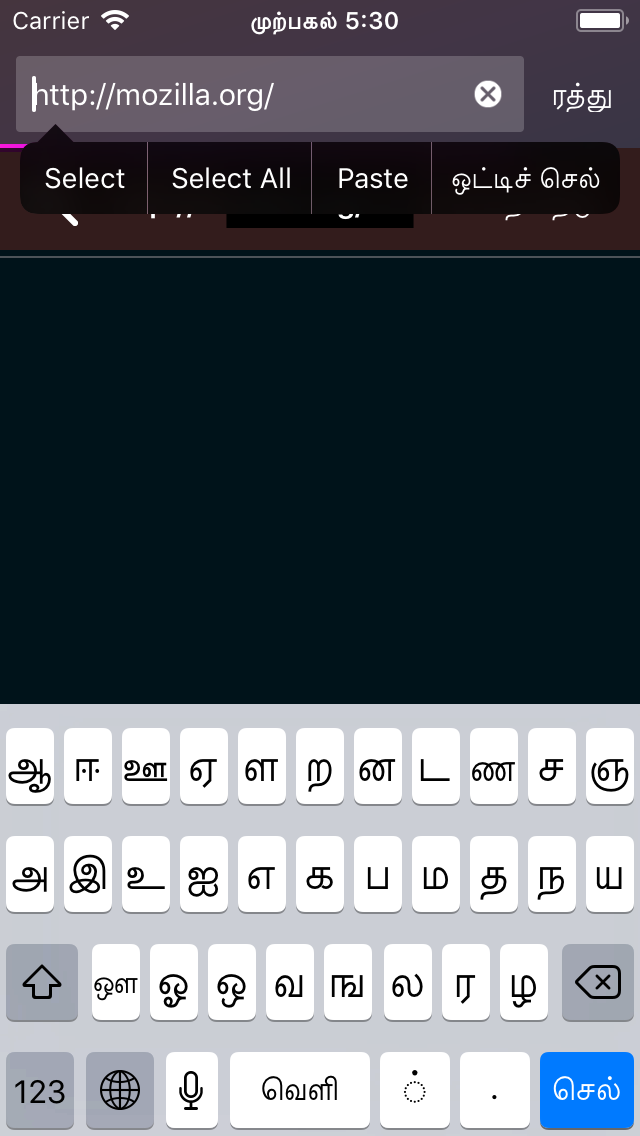 Carrier முற்பகல் 5:30
http://mozilla.org/ ரத்து
Select Select All Paste ஒட்டிச் செல்
ஆ ஈ ஊ ஏ ள ற ன ட ண ச ஞ
அ இ உ ஐ எ க ப ம த ந ய
ஔ ஓ ஒ வ ங ல ர ழ
123 வெளி ் . செல்